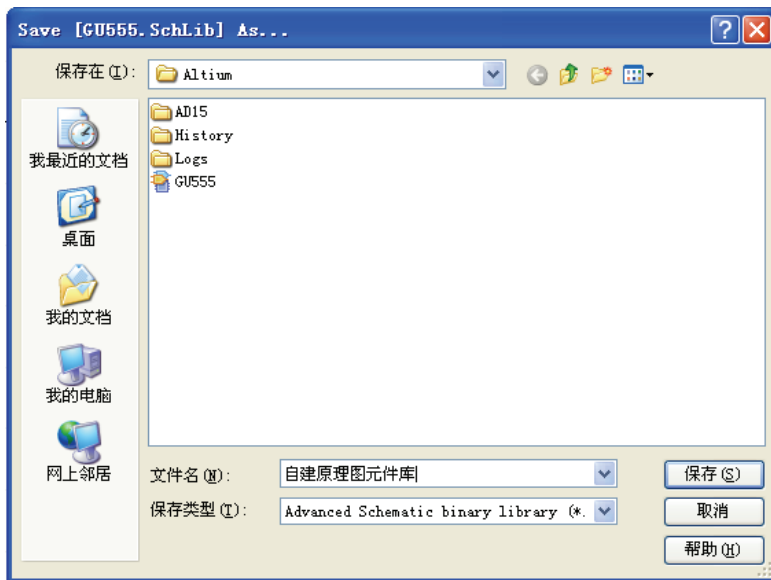 Save [GU555.SchLib] As...
保存在(I):
Altium
我最近的文档
桌面
我的文档
我的电脑
网上邻居
AD15
History
Logs
GU555
文件名(N):
自建原理图元件库
保存(S)
保存类型(T):
Advanced Schematic binary library (*.
取消
帮助(H)